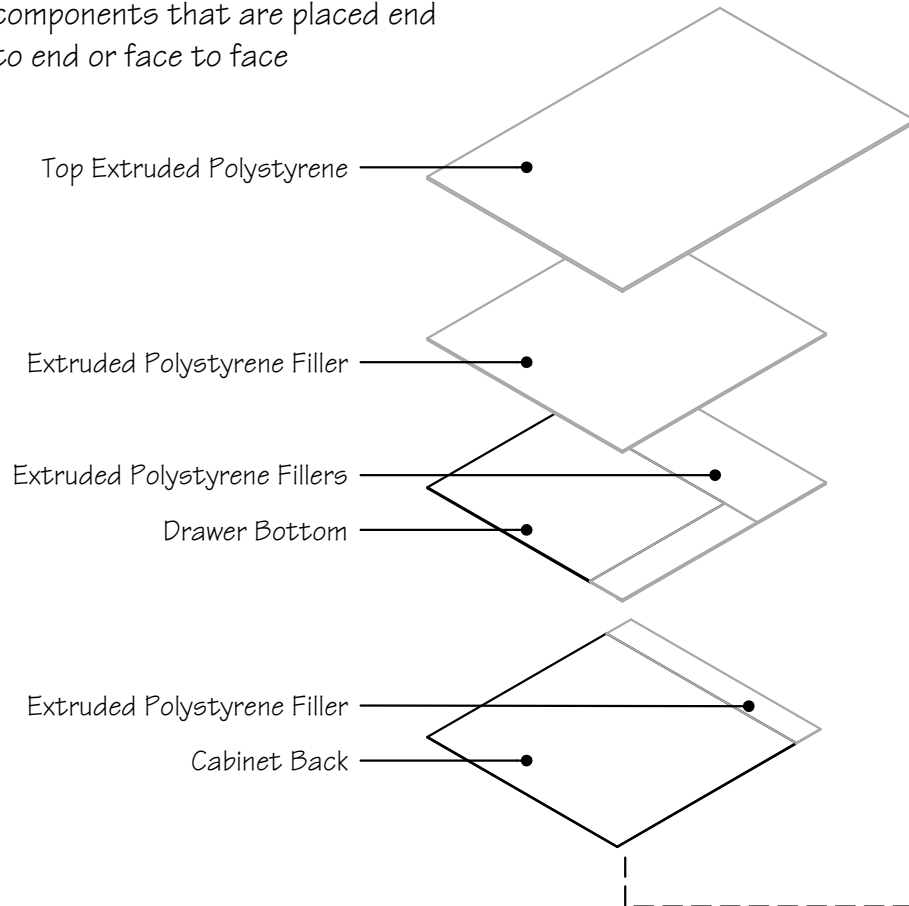 components that are placed end
to end or face to face
Top Extruded Polystyrene
Extruded Polystyrene Filler
Extruded Polystyrene Fillers
Drawer Bottom
Extruded Polystyrene Filler
Cabinet Back